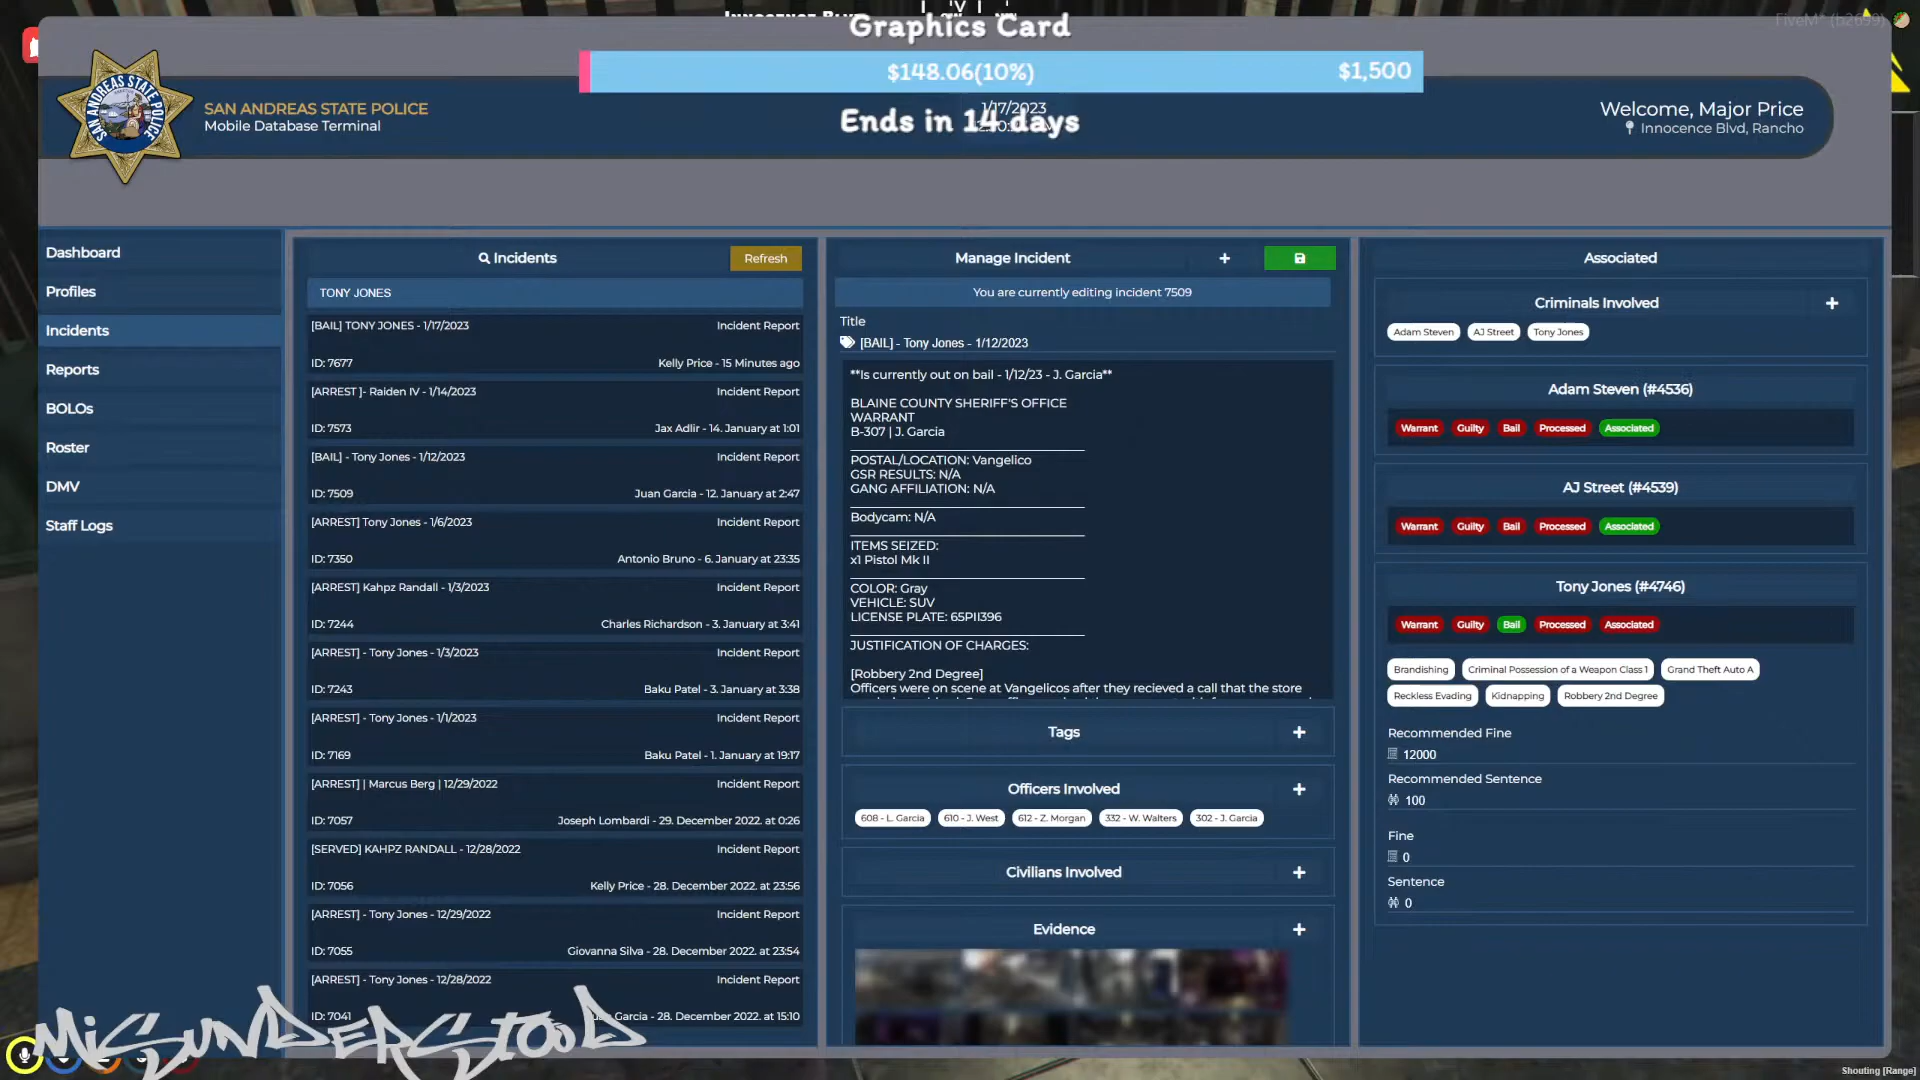 FiveM* (b2699)
Graphics Card
$148.06(10%)
$1,500
Ends in 14 days
1/17/2023
SAN ANDREAS STATE POLICE
SAN ANDREAS STATE POLICE
Mobile Database Terminal
Welcome, Major Price
Innocence Blvd, Rancho
Dashboard
Profiles
Incidents
Reports
BOLOs
Roster
DMV
Staff Logs
Incidents
Refresh
TONY JONES
[BAIL] TONY JONES - 1/17/2023 Incident Report
ID: 7677 Kelly Price - 15 Minutes ago
[ARREST ]- Raiden IV - 1/14/2023 Incident Report
ID: 7573 Jax Adlir - 14. January at 1:01
[BAIL] - Tony Jones - 1/12/2023 Incident Report
ID: 7509 Juan Garcia - 12. January at 2:47
[ARREST] Tony Jones - 1/6/2023 Incident Report
ID: 7350 Antonio Bruno - 6. January at 23:35
[ARREST] Kahpz Randall - 1/3/2023 Incident Report
ID: 7244 Charles Richardson - 3. January at 3:41
[ARREST] - Tony Jones - 1/3/2023 Incident Report
ID: 7243 Baku Patel - 3. January at 3:38
[ARREST] - Tony Jones - 1/1/2023 Incident Report
ID: 7169 Baku Patel - 1. January at 19:17
[ARREST] | Marcus Berg | 12/29/2022 Incident Report
ID: 7057 Joseph Lombardi - 29. December 2022. at 0:26
[SERVED] KAHPZ RANDALL - 12/28/2022 Incident Report
ID: 7056 Kelly Price - 28. December 2022. at 23:56
[ARREST] - Tony Jones - 12/29/2022 Incident Report
ID: 7055 Giovanna Silva - 28. December 2022. at 23:54
[ARREST] - Tony Jones - 12/28/2022 Incident Report
ID: 7041 Garcia - 28. December 2022. at 15:10
Manage Incident
You are currently editing incident 7509
Title
[BAIL] - Tony Jones - 1/12/2023
**Is currently out on bail - 1/12/23 - J. Garcia**
BLAINE COUNTY SHERIFF'S OFFICE
WARRANT
B-307 | J. Garcia
POSTAL/LOCATION: Vangelico
GSR RESULTS: N/A
GANG AFFILIATION: N/A
Bodycam: N/A
ITEMS SEIZED:
x1 Pistol Mk II
COLOR: Gray
VEHICLE: SUV
LICENSE PLATE: 65PII396
JUSTIFICATION OF CHARGES:
[Robbery 2nd Degree]
Officers were on scene at Vangelicos after they recieved a call that the store
Tags
Officers Involved
608 - L. Garcia 610 - J. West 612 - Z. Morgan 332 - W. Walters 302 - J. Garcia
Civilians Involved
Evidence
Associated
Criminals Involved
Adam Steven AJ Street Tony Jones
Adam Steven (#4536)
Warrant Guilty Bail Processed Associated
AJ Street (#4539)
Warrant Guilty Bail Processed Associated
Tony Jones (#4746)
Warrant Guilty Bail Processed Associated
Brandishing Criminal Possession of a Weapon Class 1 Grand Theft Auto A
Reckless Evading Kidnapping Robbery 2nd Degree
Recommended Fine
12000
Recommended Sentence
100
Fine
0
Sentence
0
MiSUNDERSTOOD
Shouting [Range]